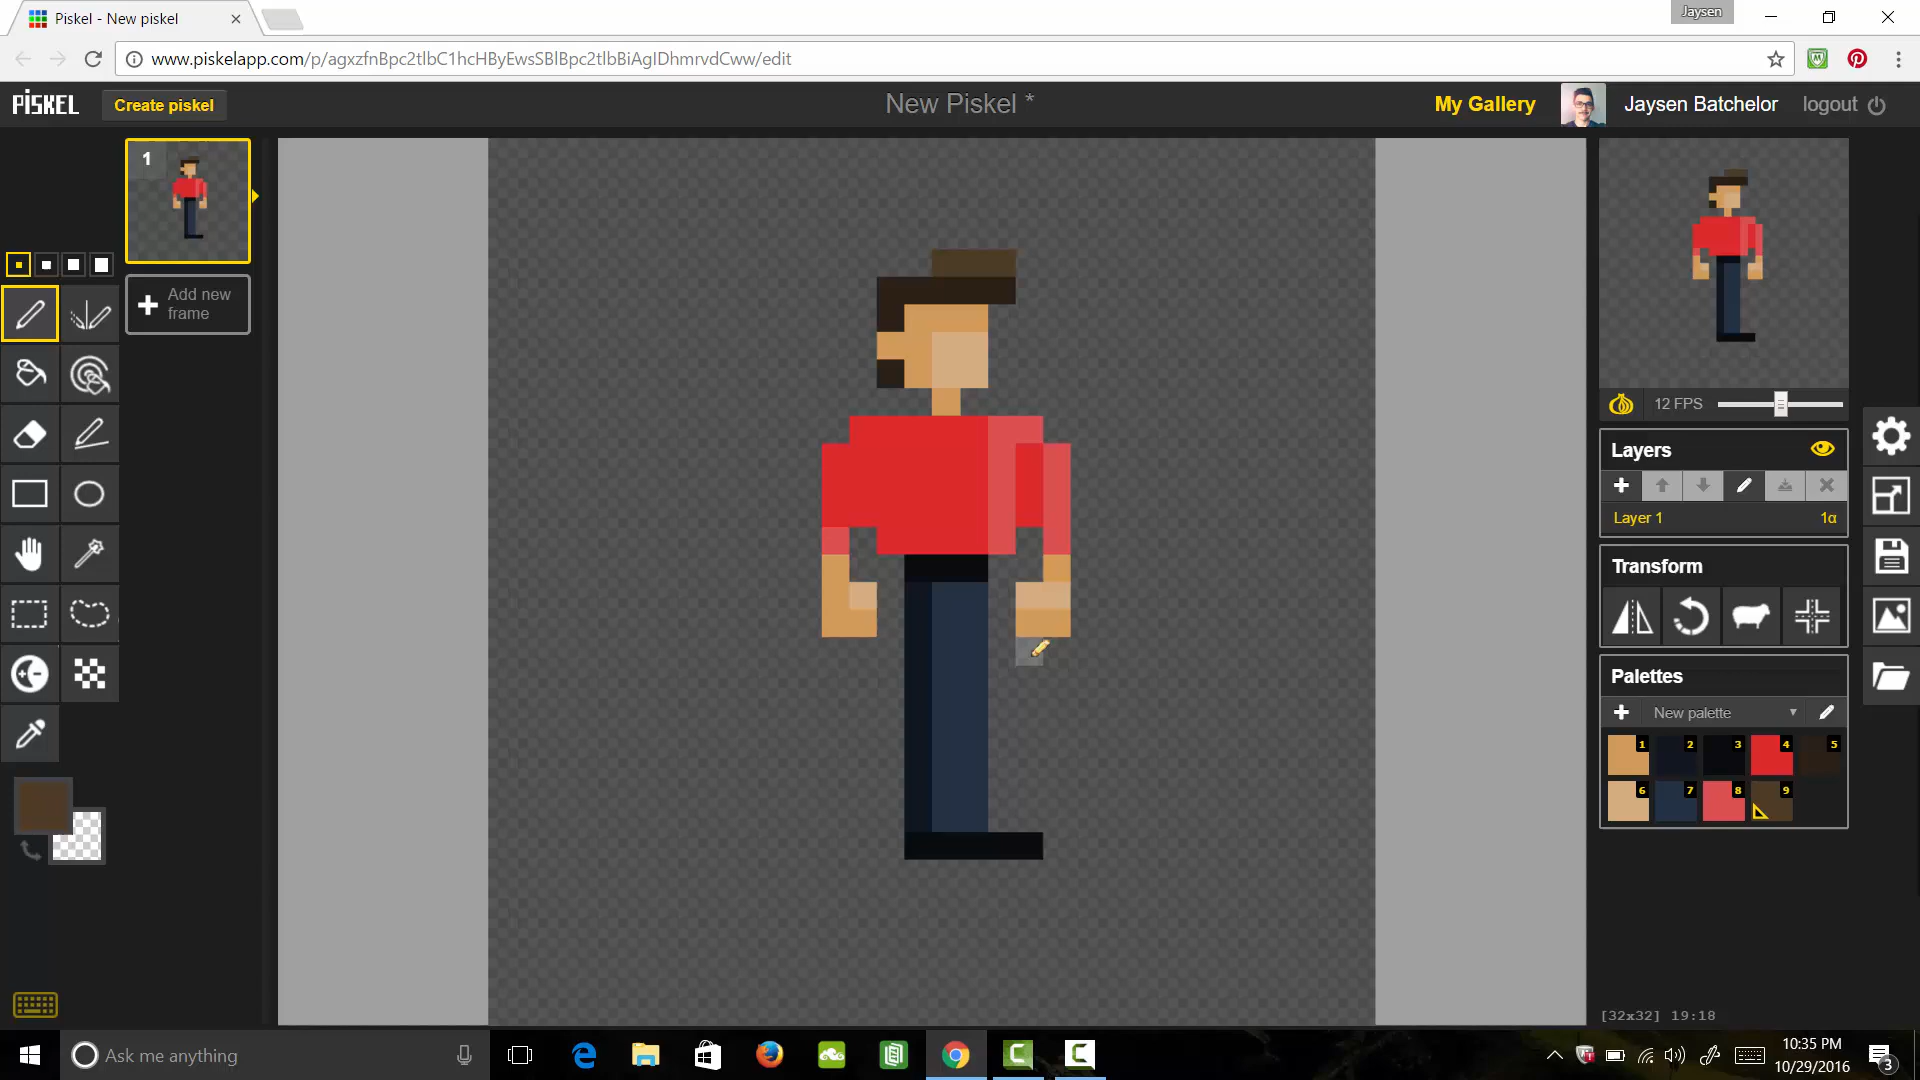 Piskel - New piskel
Jaysen
www.piskelapp.com/p/agxzfnBpc2tlbC1hcHByEwsSBlBpc2tlbBiAgIDhmrvdCww/edit
PiSKEL
Create piskel
New Piskel *
My Gallery
Jaysen Batchelor
logout
1
Add new
frame
12 FPS
Layers
Layer 1
1α
Transform
Palettes
New palette
1
2
3
4
5
6
7
8
9
[32x32] 19:18
Ask me anything
10:35 PM
10/29/2016
3